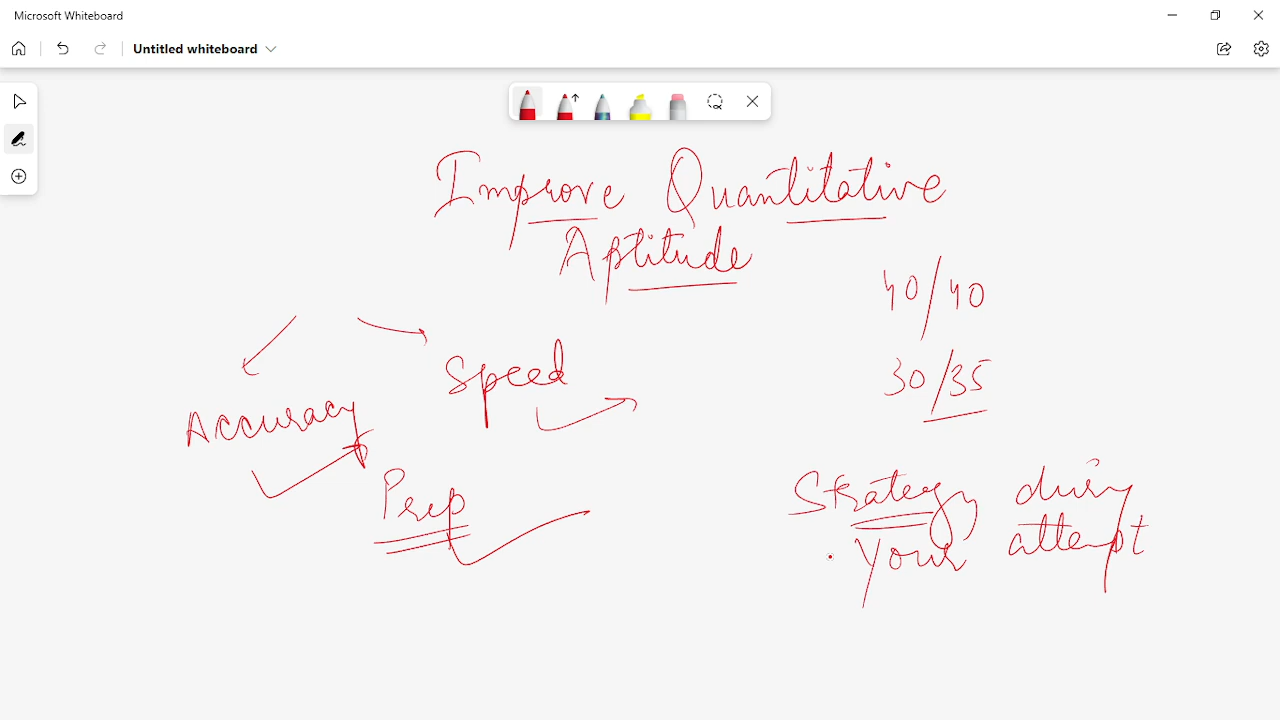 Microsoft Whiteboard
Untitled whiteboard
Improve Quantitative
Aptitude
40/40
30/35
Speed
Accuracy
Prep
Strategy during
your attempt